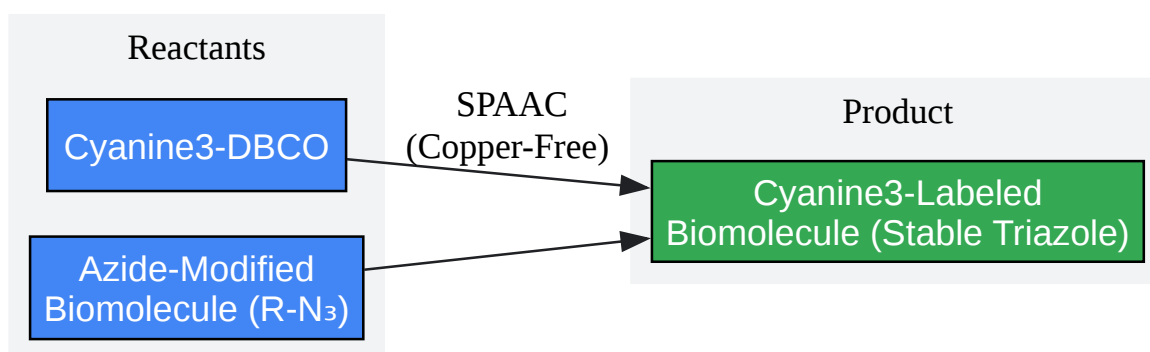 Reactants
Cyanine3-DBCO
Azide-Modified
Biomolecule (R-N₃)
SPAAC
(Copper-Free)
Product
Cyanine3-Labeled
Biomolecule (Stable Triazole)